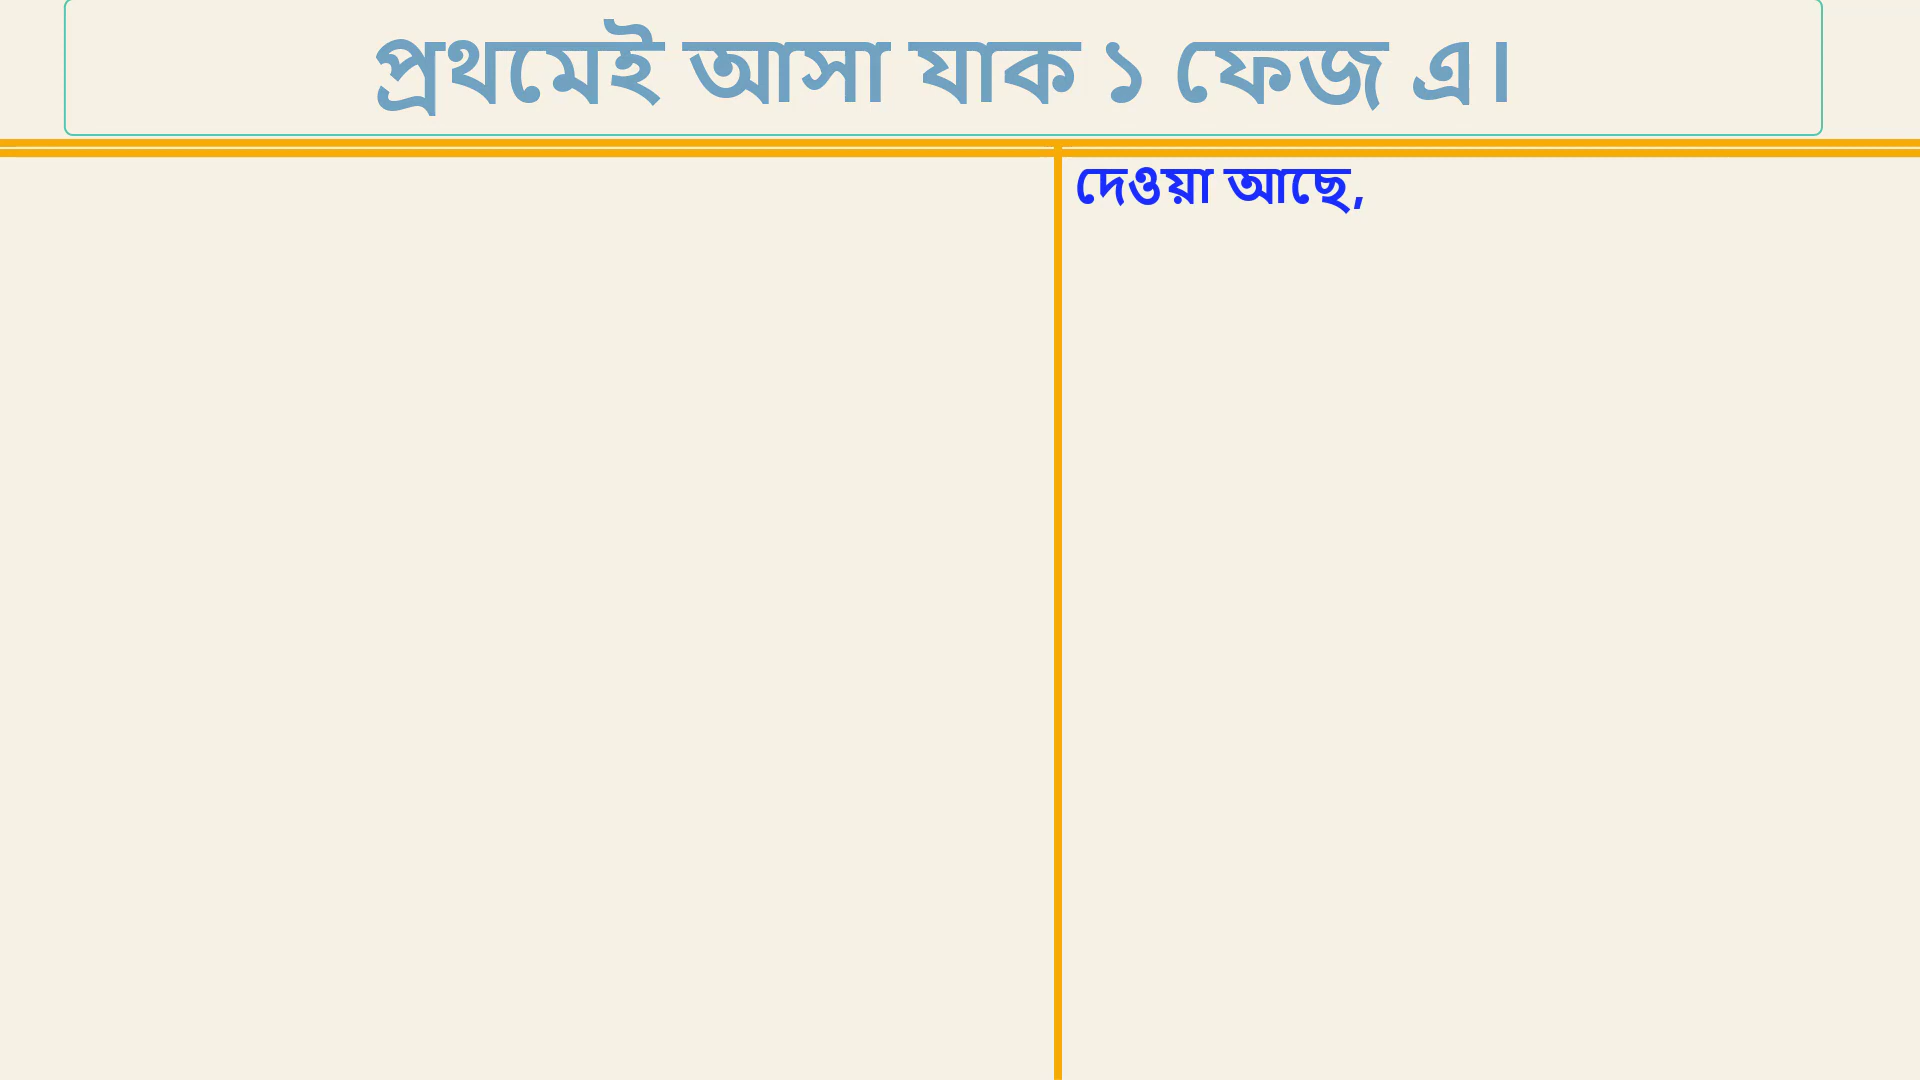 প্রথমেই আসা যাক ১ ফেজ এ।
দেওয়া আছে,